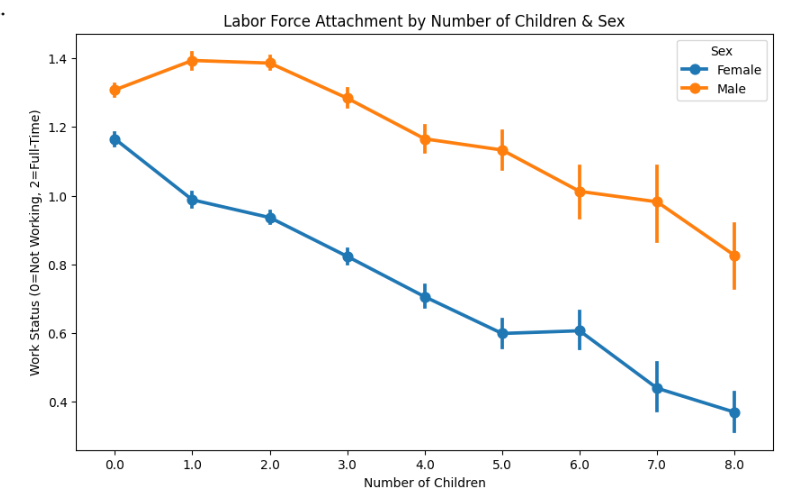 .
Labor Force Attachment by Number of Children & Sex
Sex
Female
Male
Work Status (0=Not Working, 2=Full-Time)
1.4
1.2
1.0
0.8
0.6
0.4
0.0 1.0 2.0 3.0 4.0 5.0 6.0 7.0 8.0
Number of Children